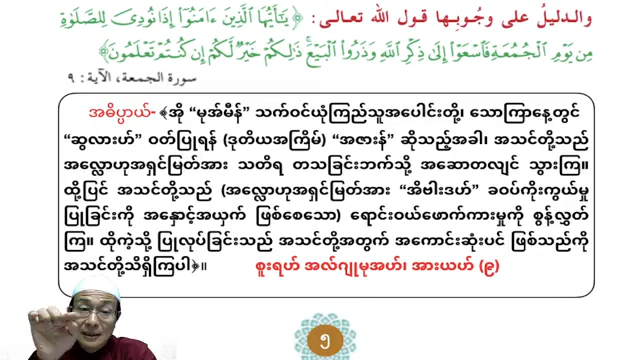 والدليل على وجوبها قول الله تعالى: ﴿ يَٰٓأَيُّهَا ٱلَّذِينَ ءَامَنُوٓا۟ إِذَا نُودِىَ لِلصَّلَوٰةِ
مِن يَوْمِ ٱلْجُمُعَةِ فَٱسْعَوْا۟ إِلَىٰ ذِكْرِ ٱللَّهِ وَذَرُوا۟ ٱلْبَيْعَ ۚ ذَٰلِكُمْ خَيْرٌ لَّكُمْ إِن كُنتُمْ تَعْلَمُونَ﴾
سورة الجمعة، الآية: ٩
အဓိပ္ပာယ်- ﴾အို “မုအ်မီန်” သက်ဝင်ယုံကြည်သူအပေါင်းတို့၊ သောကြာနေ့တွင်
“ဆွလားဟ်” ဝတ်ပြုရန် (ဒုတိယအကြိမ်) “အဇာန်” ဆိုသည့်အခါ၊ အသင်တို့သည်
အလ္လောဟုအရှင်မြတ်အား သတိရ တသခြင်းဘက်သို့ အဆောတလျင် သွားကြ။
ထို့ပြင် အသင်တို့သည် (အလ္လောဟုအရှင်မြတ်အား “အိဗါးဒဟ်” ခဝပ်ကိုးကွယ်မှု
ပြုခြင်းကို အနှောင့်အယှက် ဖြစ်စေသော) ရောင်းဝယ်ဖောက်ကားမှုကို စွန့်လွှတ်
ကြ။ ထိုကဲ့သို့ ပြုလုပ်ခြင်းသည် အသင်တို့အတွက် အကောင်းဆုံးပင် ဖြစ်သည်ကို
အသင်တို့သိရှိကြပါ﴿။ စူးရဟ် အလ်ဂျုမုအဟ်၊ အားယဟ် (၉)
၅